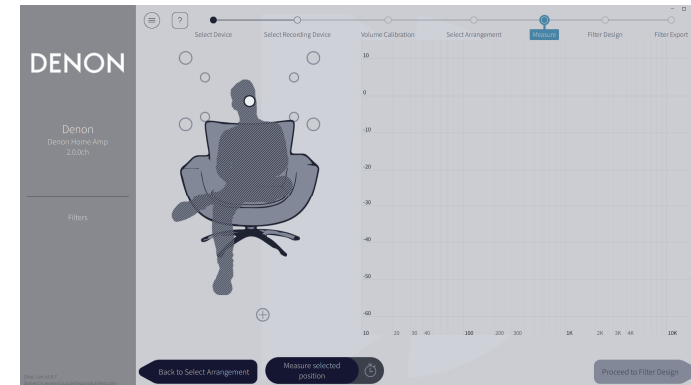 ?
Select Device
Select Recording Device
Volume Calibration
Select Arrangement
Measure
Filter Design
Filter Export
DENON
Denon
Denon Home Amp
2.0.0ch
Filters
10
0
-10
-20
-30
-40
-50
-60
10 20 30 40 100 200 300 1K 2K 3K 4K 10K
Back to Select Arrangement
Measure selected
position
Proceed to Filter Design